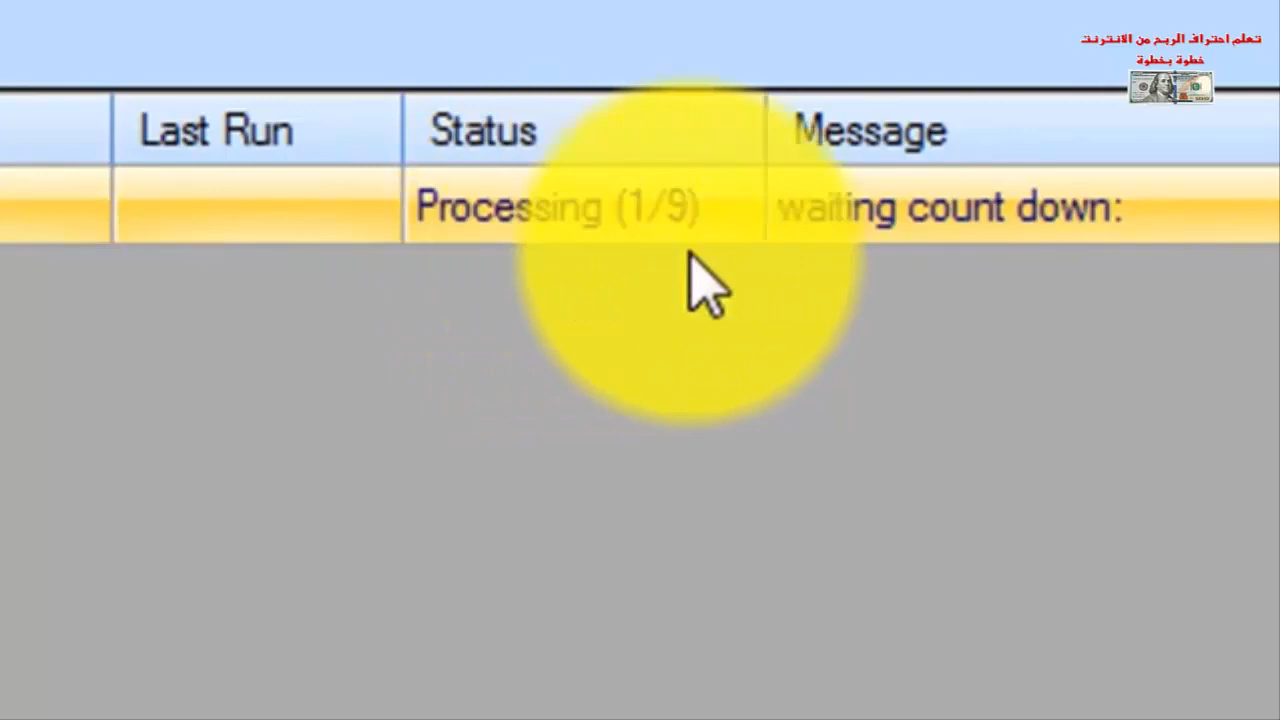 تعلم احتراف الربح من الانترنت
خطوة بخطوة
Last Run Status Message
Processing (1/9) waiting count down: